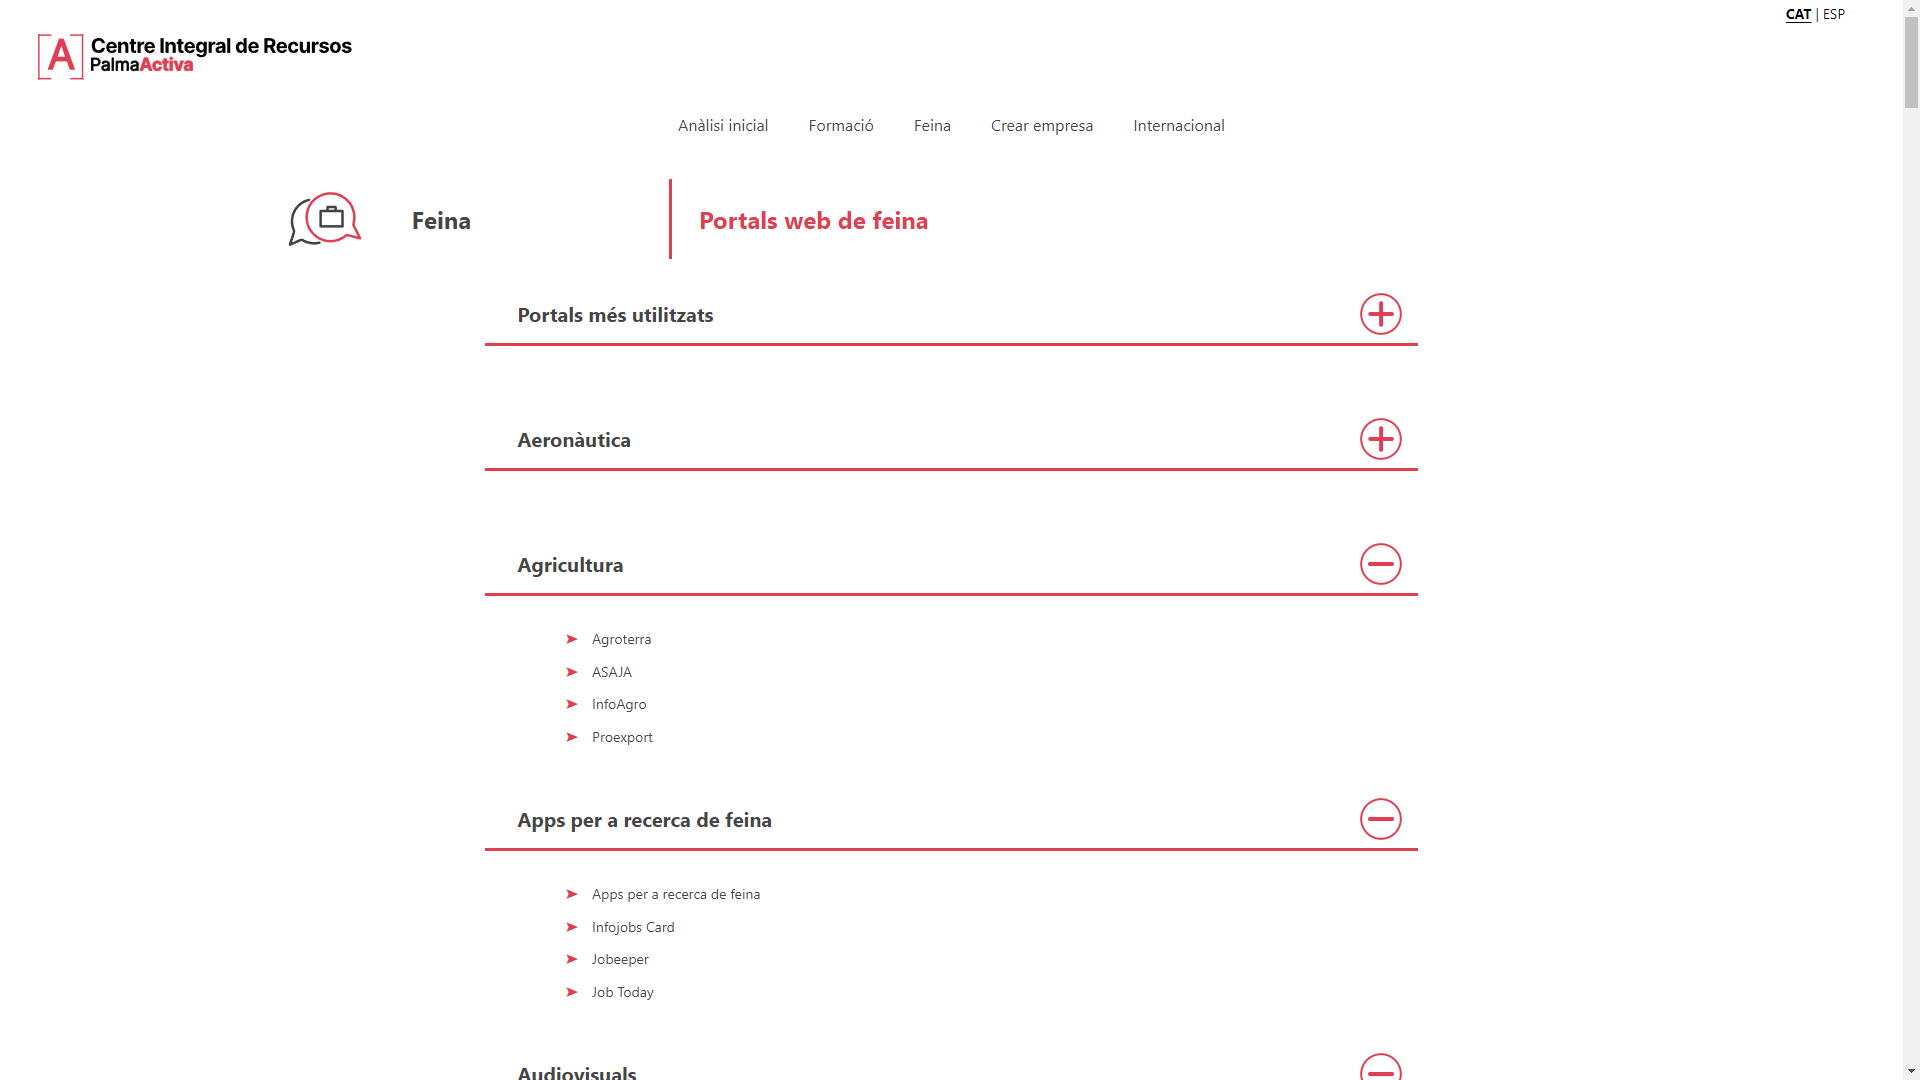 CAT | ESP
[A] Centre Integral de Recursos
PalmaActiva
Anàlisi inicial Formació Feina Crear empresa Internacional
Feina
Portals web de feina
Portals més utilitzats
Aeronàutica
Agricultura
➤ Agroterra
➤ ASAJA
➤ InfoAgro
➤ Proexport
Apps per a recerca de feina
➤ Apps per a recerca de feina
➤ Infojobs Card
➤ Jobeeper
➤ Job Today
Audiovisuals